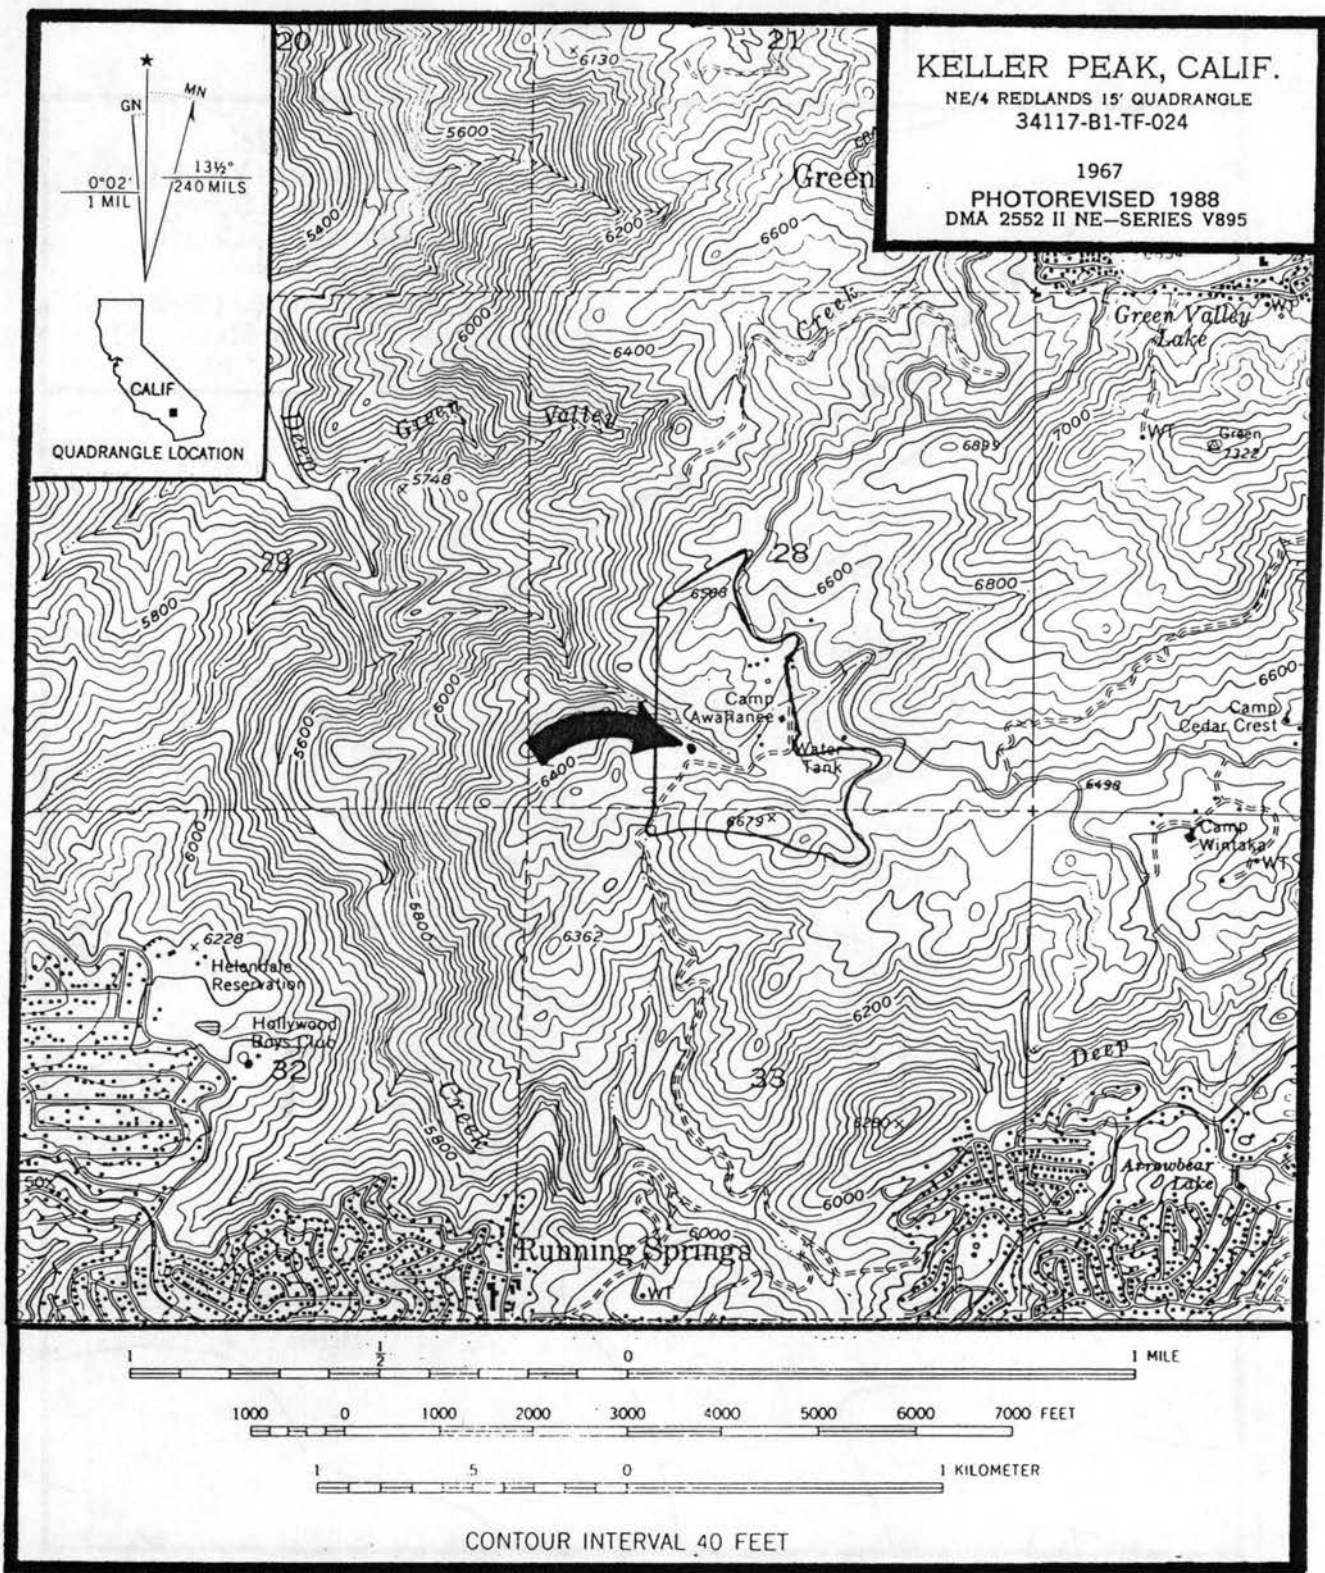 KELLER PEAK, CALIF.
NE/4 REDLANDS 15' QUADRANGLE
34117-B1-TF-024
1967
PHOTOREVISED 1988
DMA 2552 II NE—SERIES V895
★
GN
MN
0°02'
1 MIL
13½°
240 MILS
CALIF
QUADRANGLE LOCATION
20
21
6130
5600
5400
6200
Green
6600
6000
6400
Creek
Green Valley
Lake
WT
Deep
Green Valley
5748
7000
WT
Green
7322
6899
29
28
5800
6588
6600
6800
6000
5600
Camp
Awahanee
Water
Tank
6400
6600
Camp
Cedar Crest
6498
6679
Camp
Wintaka
WT
6000
5800
6228
Helendale
Reservation
6362
6200
Hollywood
Boys Club
32
33
Deep
Creek
5800
6280
Arrowbear
Lake
6000
6000
Running Springs
WT
1 ½ 0 1 MILE
1000 0 1000 2000 3000 4000 5000 6000 7000 FEET
1 .5 0 1 KILOMETER
CONTOUR INTERVAL 40 FEET